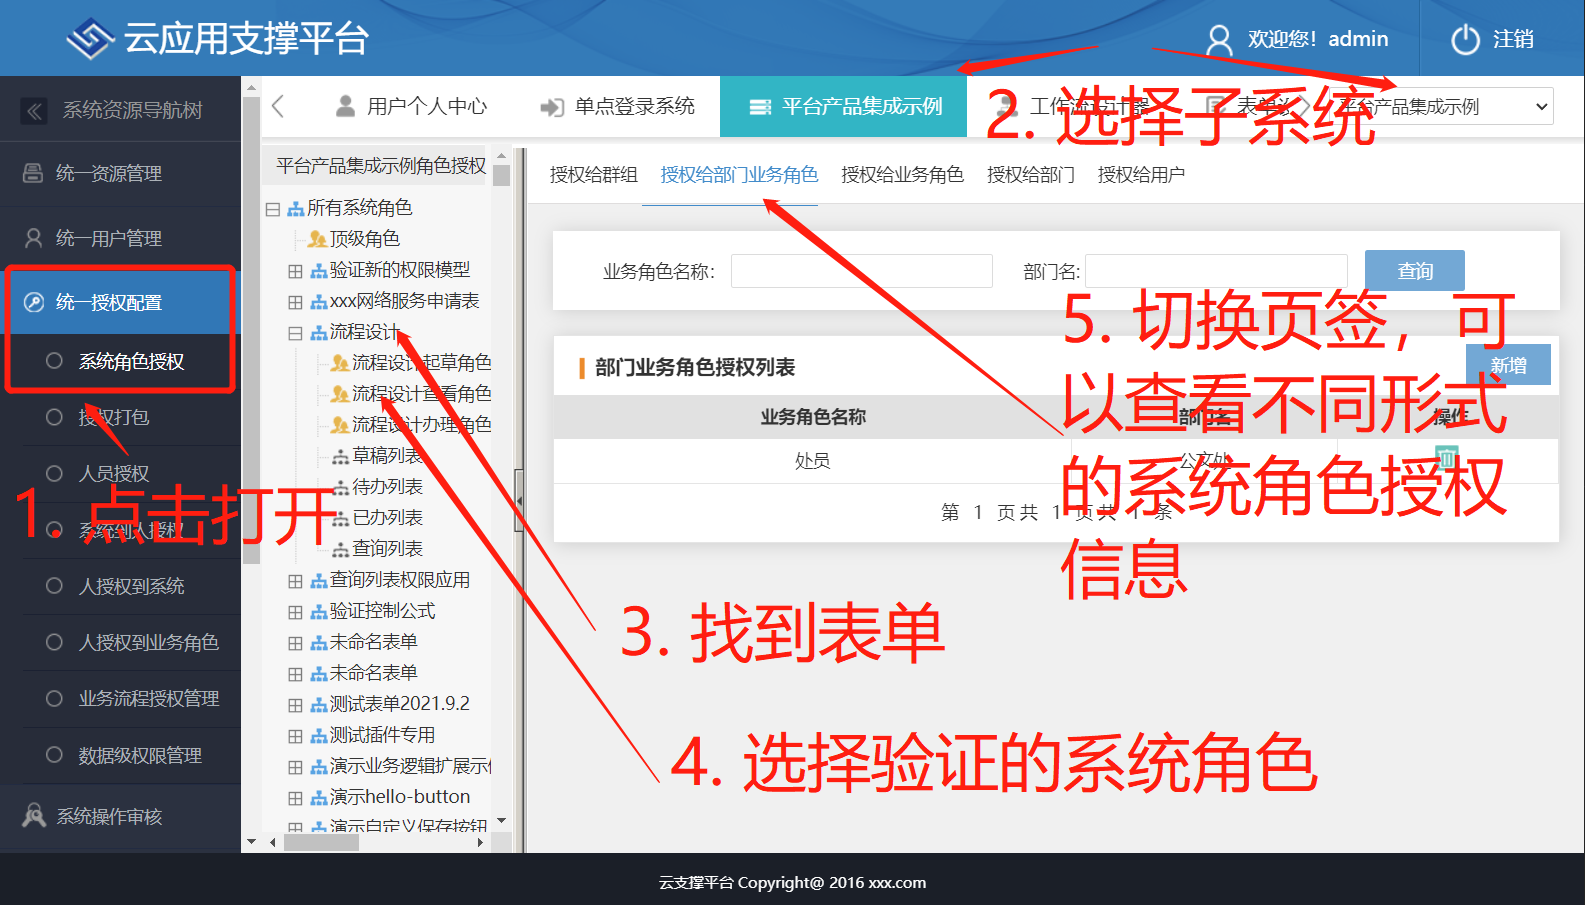 云应用支撑平台
欢迎您！admin
注销
系统资源导航树
统一资源管理
统一用户管理
统一授权配置
系统角色授权
授权打包
人员授权
系统到人授权
人授权到系统
人授权到业务角色
业务流程授权管理
数据级权限管理
系统操作审核
用户个人中心
单点登录系统
平台产品集成示例
工作流设计器
平台产品集成示例
平台产品集成示例角色授权
所有系统角色
顶级角色
验证新的权限模型
xxx网络服务申请表
流程设计
流程设计起草角色
流程设计查看角色
流程设计办理角色
草稿列表
待办列表
已办列表
查询列表
查询列表权限应用
验证控制公式
未命名表单
未命名表单
测试表单2021.9.2
测试插件专用
演示业务逻辑扩展示
演示hello-button
演示自定义保存按钮
授权给群组
授权给部门业务角色
授权给业务角色
授权给部门
授权给用户
业务角色名称：
部门名:
查询
部门业务角色授权列表
新增
业务角色名称
部门名
操作
处员
公文处
第 1 页共 1 页共 1 条
1. 点击打开
2. 选择子系统
3. 找到表单
4. 选择验证的系统角色
5. 切换页签，可
以查看不同形式
的系统角色授权
信息
云支撑平台 Copyright@ 2016 xxx.com